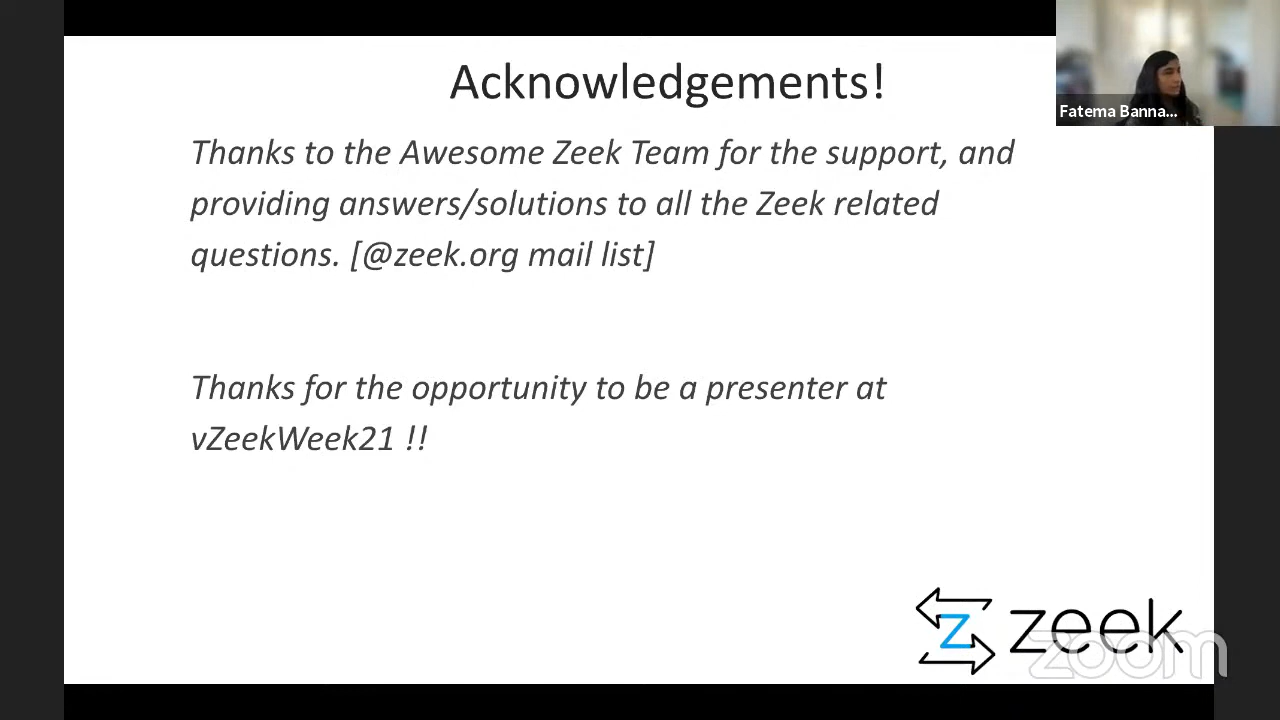 Acknowledgements!
Fatema Banna...
Thanks to the Awesome Zeek Team for the support, and
providing answers/solutions to all the Zeek related
questions. [@zeek.org mail list]
Thanks for the opportunity to be a presenter at
vZeekWeek21 !!
z zeek
zoom